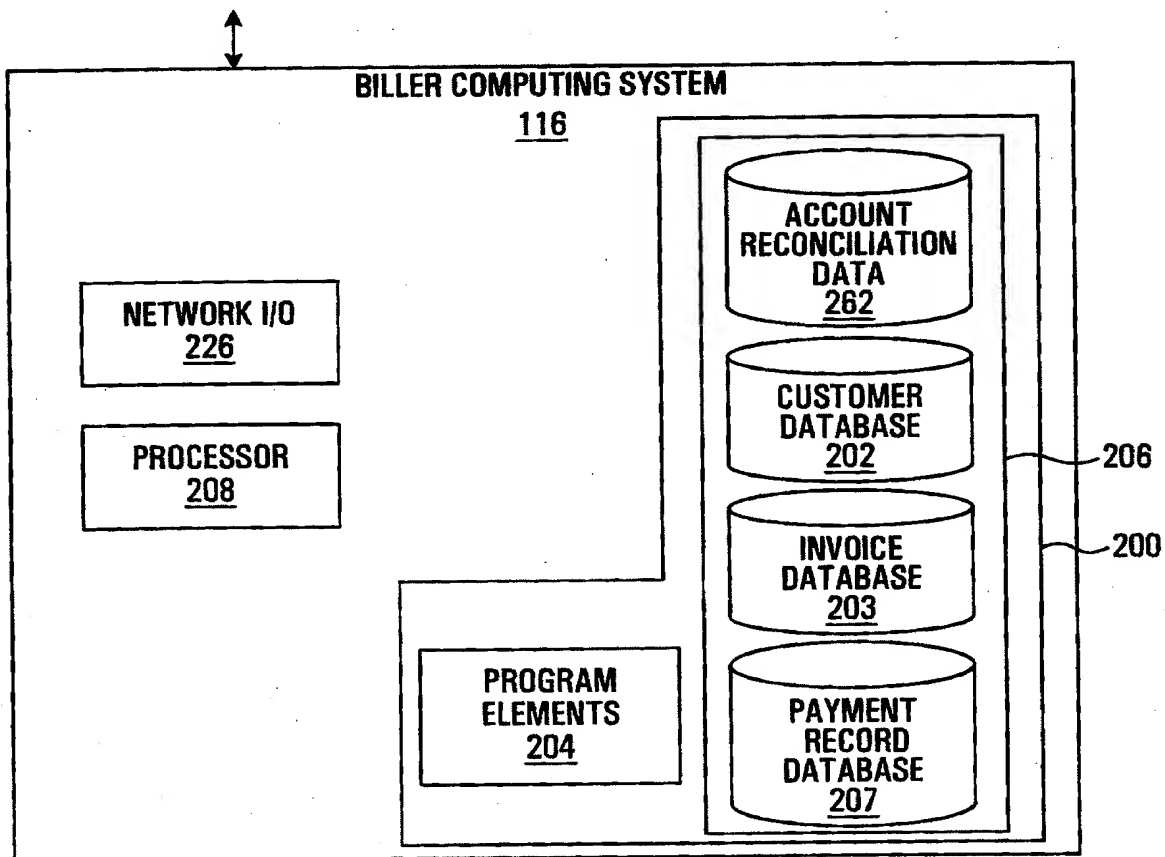 BILLER COMPUTING SYSTEM
116
NETWORK I/O
226
PROCESSOR
208
ACCOUNT
RECONCILIATION
DATA
262
CUSTOMER
DATABASE
202
INVOICE
DATABASE
203
PAYMENT
RECORD
DATABASE
207
PROGRAM
ELEMENTS
204
206
200